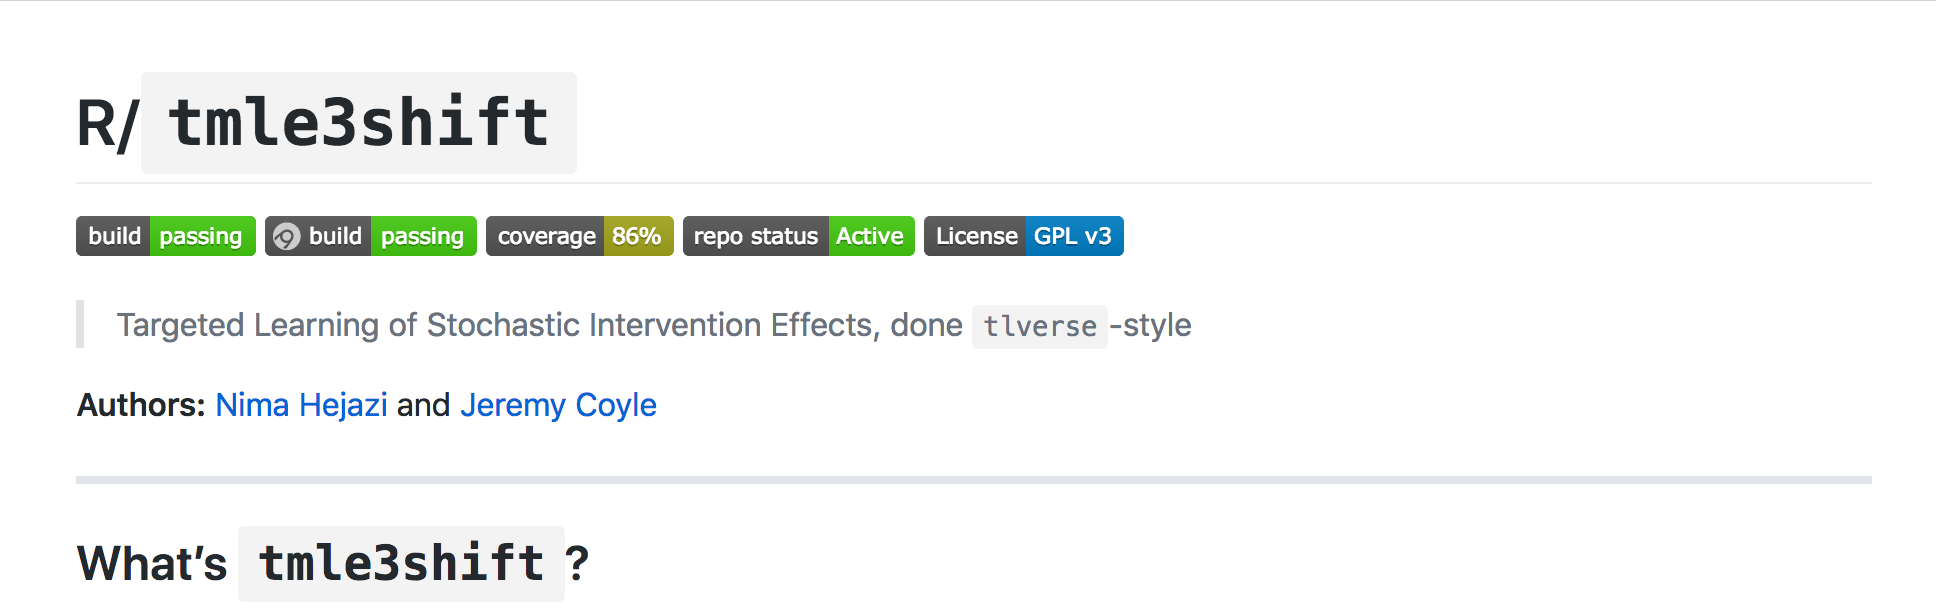 R/tmle3shift
build passing build passing coverage 86% repo status Active License GPL v3
Targeted Learning of Stochastic Intervention Effects, done tlverse-style
Authors: Nima Hejazi and Jeremy Coyle
What’s tmle3shift?